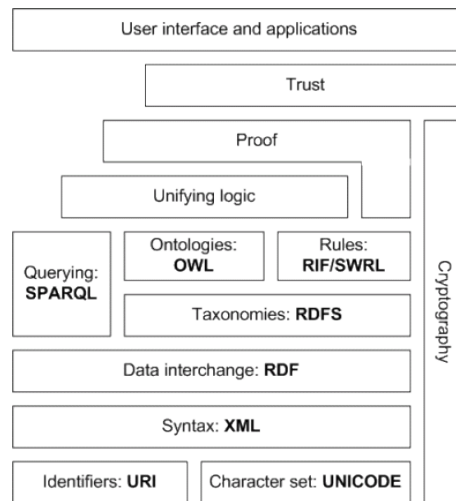 User interface and applications
Trust
Proof
Unifying logic
Ontologies:
OWL
Rules:
RIF/SWRL
Querying:
SPARQL
Taxonomies: RDFS
Cryptography
Data interchange: RDF
Syntax: XML
Identifiers: URI
Character set: UNICODE